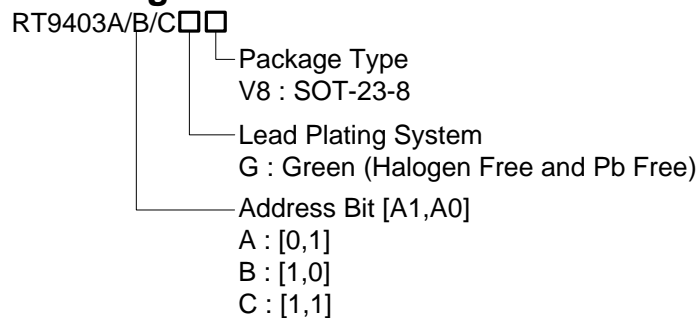 RT9403A/B/C□□
Package Type
V8 : SOT-23-8
Lead Plating System
G : Green (Halogen Free and Pb Free)
Address Bit [A1,A0]
A : [0,1]
B : [1,0]
C : [1,1]